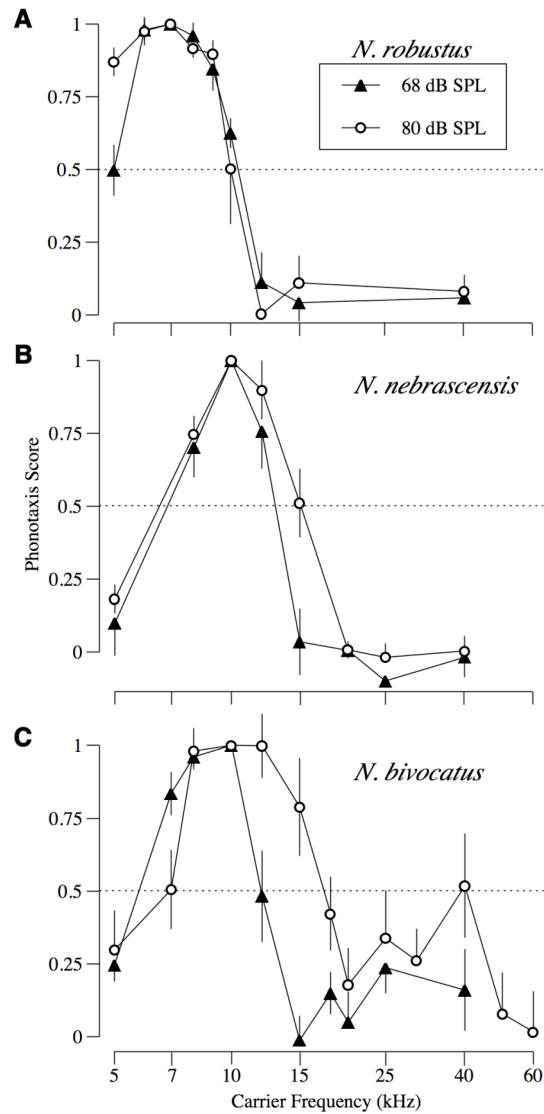 A
N. robustus
68 dB SPL
80 dB SPL
1
0.75
0.5
0.25
0
B
N. nebrascensis
1
0.75
0.5
0.25
0
Phonotaxis Score
C
N. bivocatus
1
0.75
0.5
0.25
0
5 7 10 15 25 40 60
Carrier Frequency (kHz)